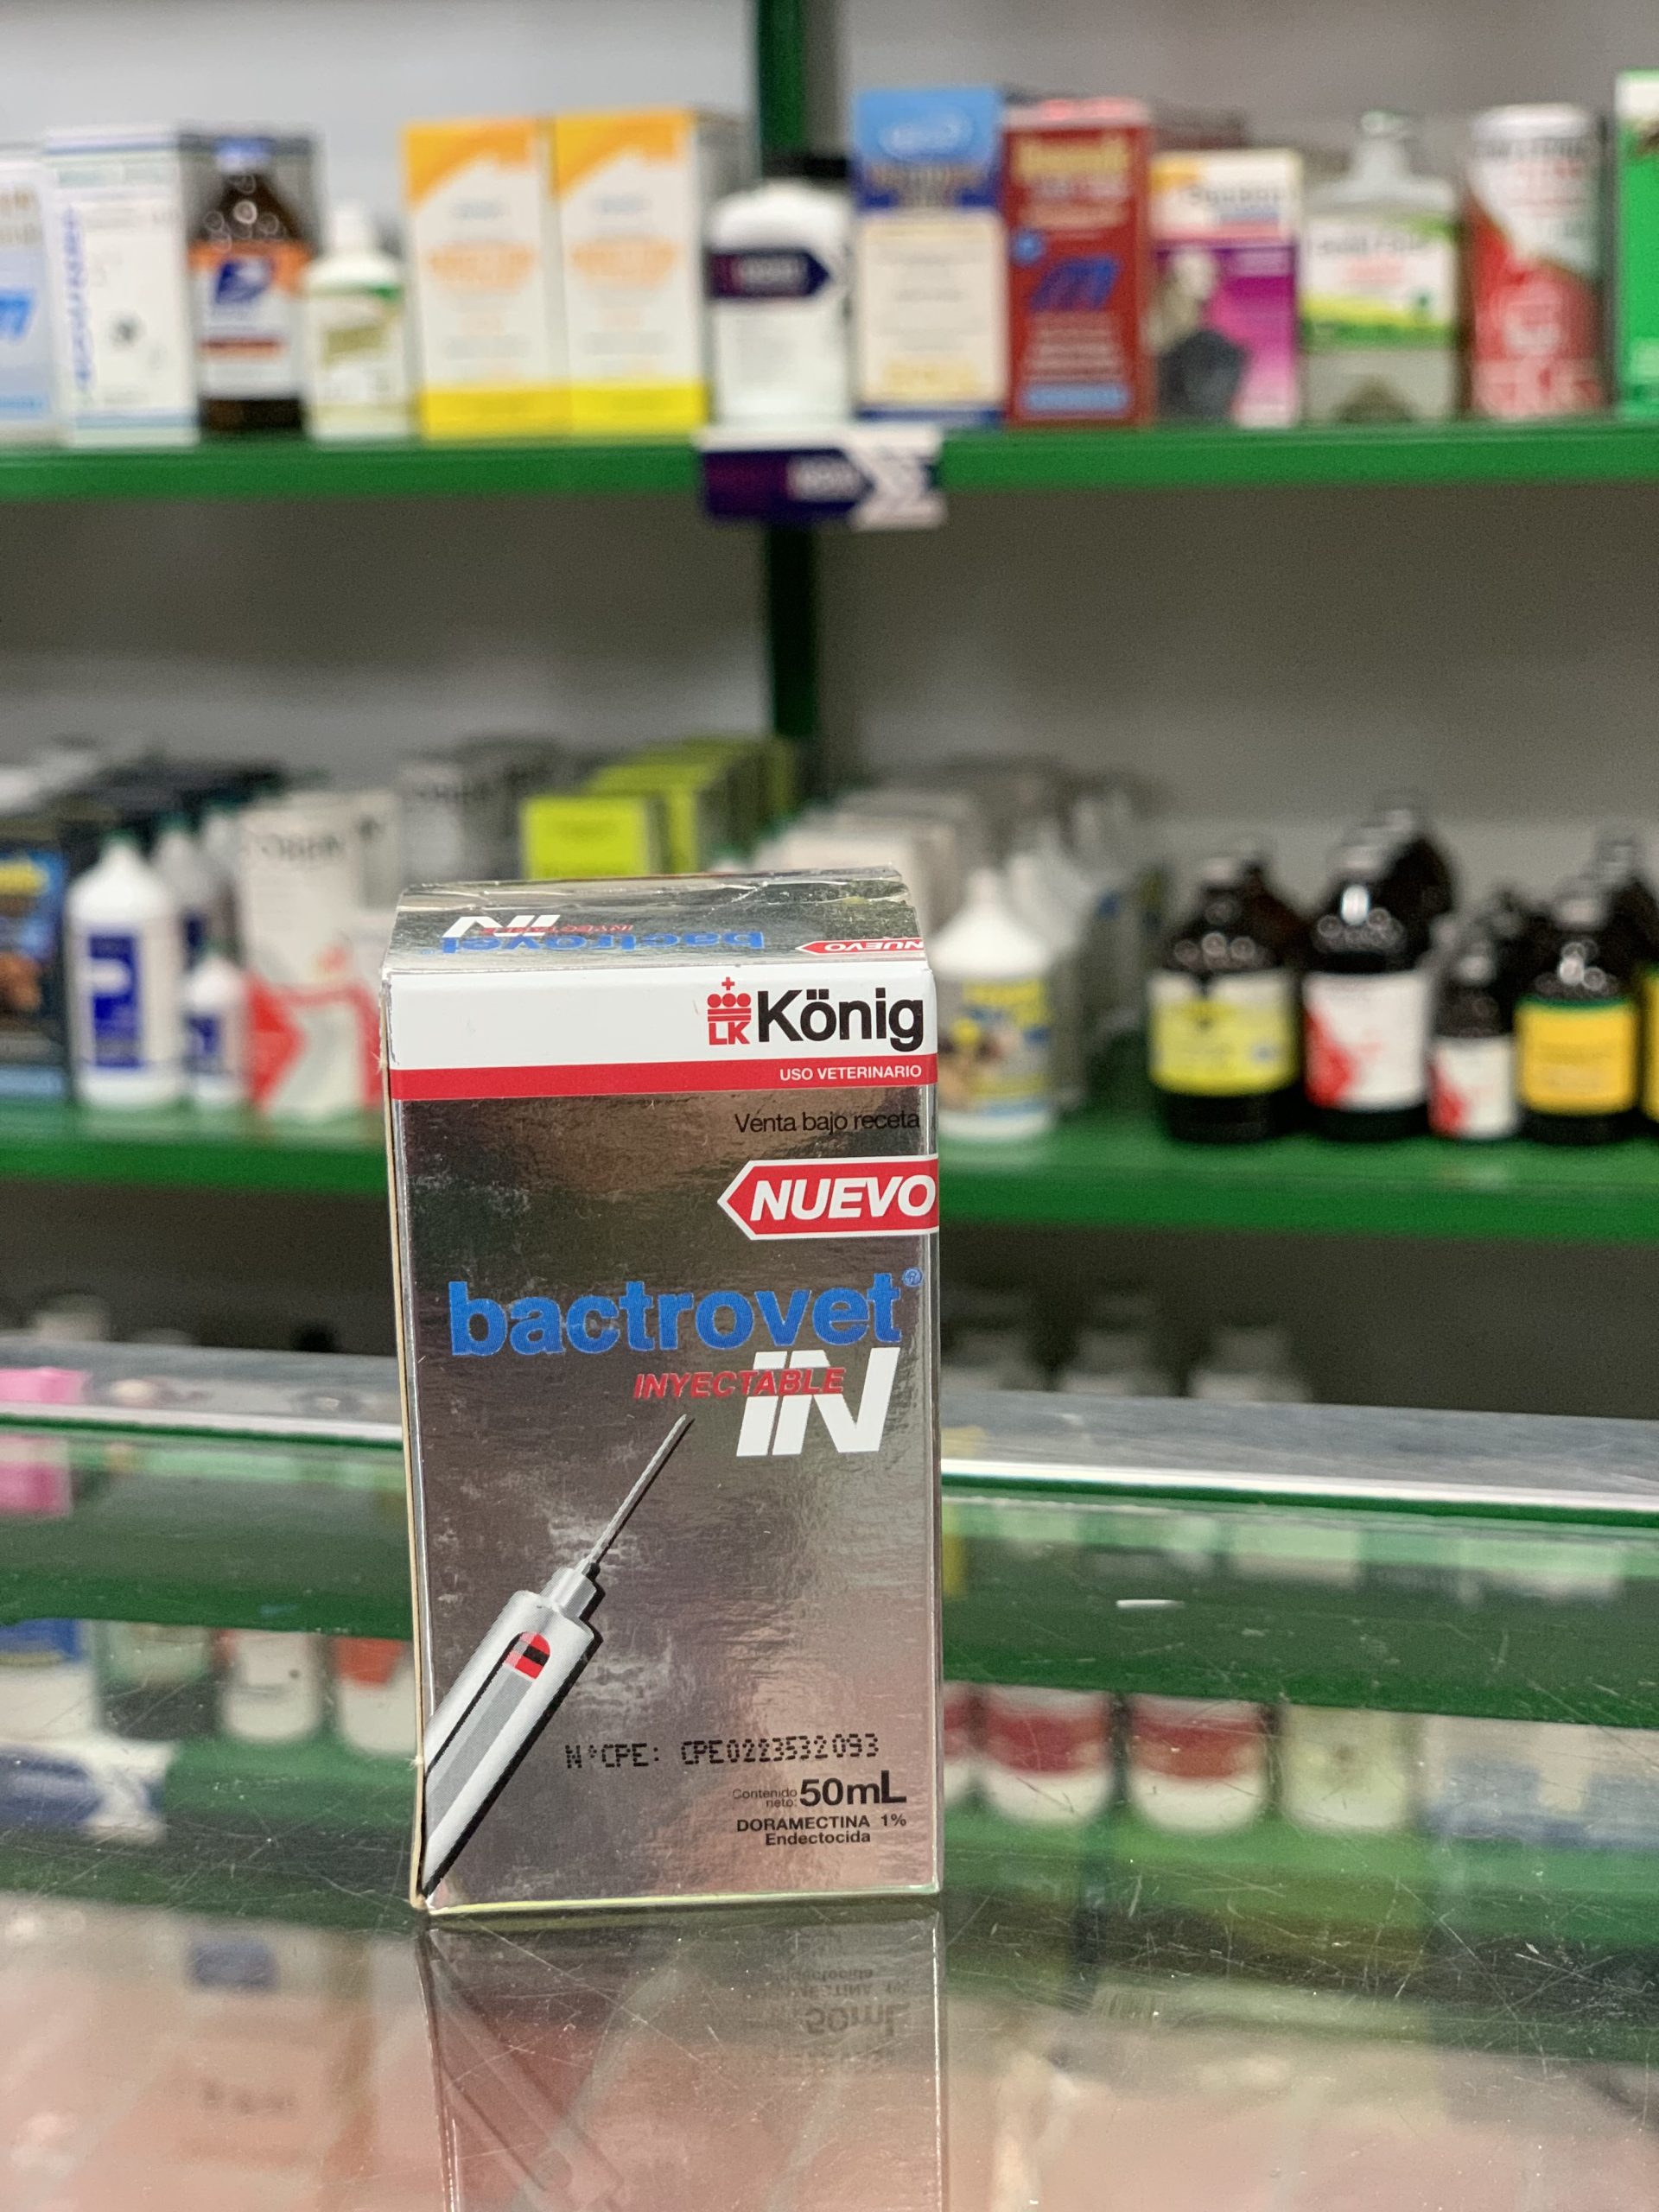 bactrovet
INYECTABLE
IN
NUEVO
LK König
USO VETERINARIO
Venta bajo receta
NUEVO
bactrovet®
INYECTABLE
IN
N°CPE: CPE0223532093
Contenido
neto: 50mL
DORAMECTINA 1%
Endectocida